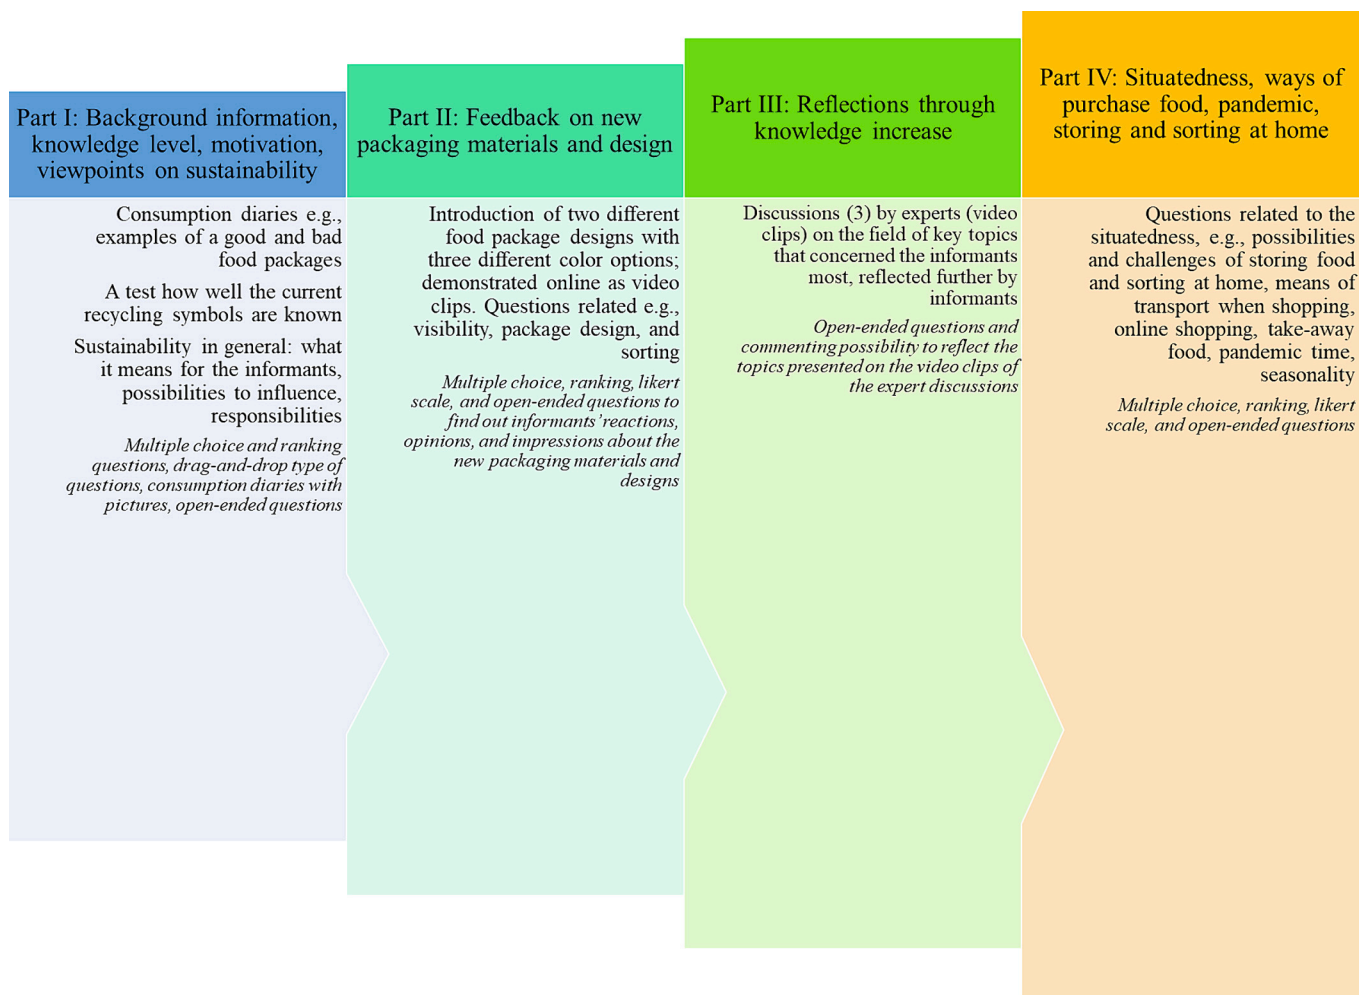 Part I: Background information,
knowledge level, motivation,
viewpoints on sustainability
Consumption diaries e.g.,
examples of a good and bad
food packages
A test how well the current
recycling symbols are known
Sustainability in general: what
it means for the informants,
possibilities to influence,
responsibilities
Multiple choice and ranking
questions, drag-and-drop type of
questions, consumption diaries with
pictures, open-ended questions
Part II: Feedback on new
packaging materials and design
Introduction of two different
food package designs with
three different color options;
demonstrated online as video
clips. Questions related e.g.,
visibility, package design, and
sorting
Multiple choice, ranking, likert
scale, and open-ended questions to
find out informants' reactions,
opinions, and impressions about the
new packaging materials and
designs
Part III: Reflections through
knowledge increase
Discussions (3) by experts (video
clips) on the field of key topics
that concerned the informants
most, reflected further by
informants
Open-ended questions and
commenting possibility to reflect the
topics presented on the video clips of
the expert discussions
Part IV: Situatedness, ways of
purchase food, pandemic,
storing and sorting at home
Questions related to the
situatedness, e.g., possibilities
and challenges of storing food
and sorting at home, means of
transport when shopping,
online shopping, take-away
food, pandemic time,
seasonality
Multiple choice, ranking, likert
scale, and open-ended questions